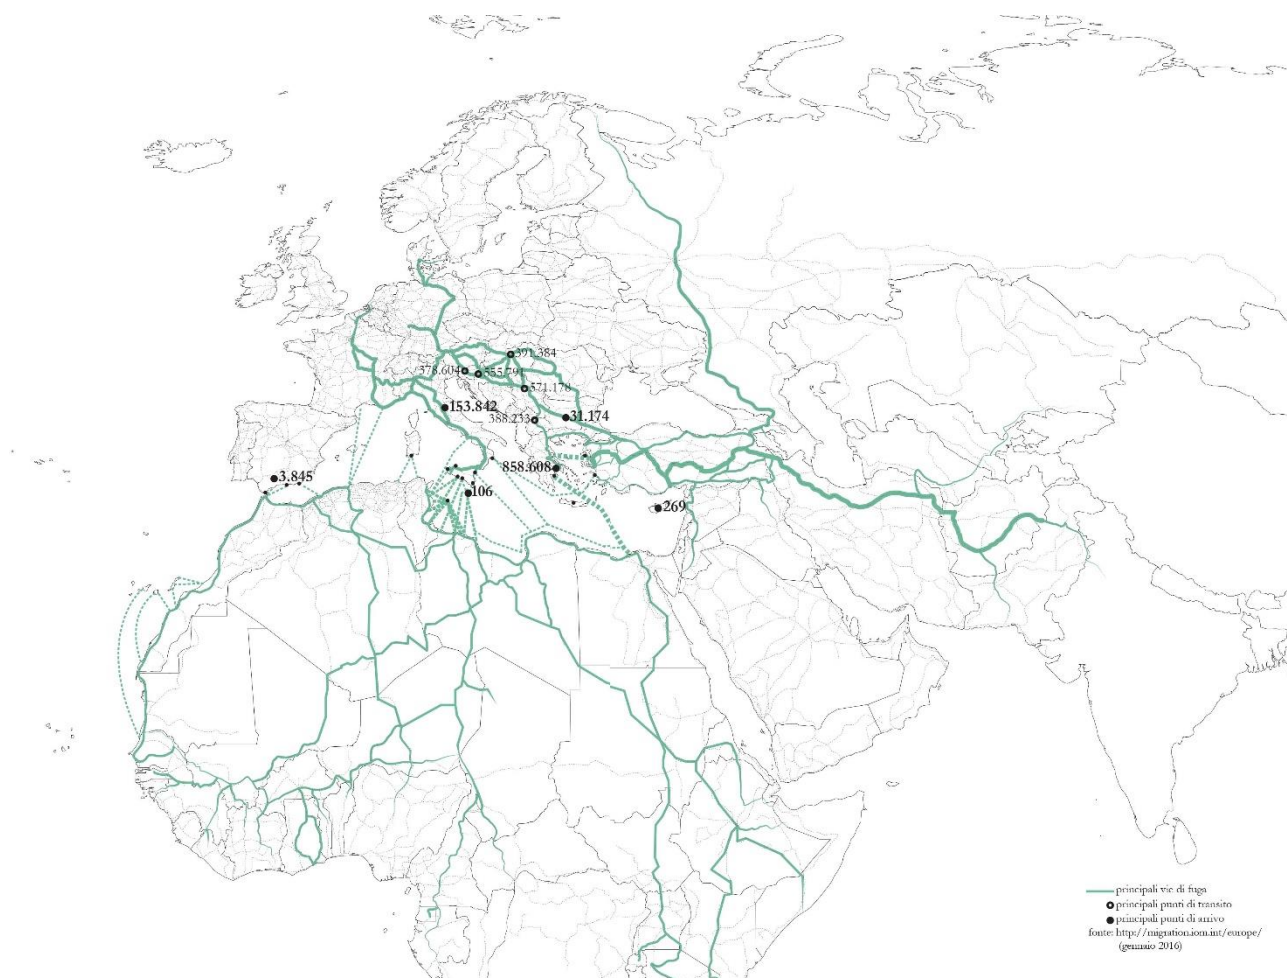 391.384
378.604
555.791
571.178
153.842
31.174
388.233
858.608
3.845
106
269
principali vie di fuga
principali punti di transito
principali punti di arrivo
fonte: http://migration.iom.int/europe/
(gennaio 2016)